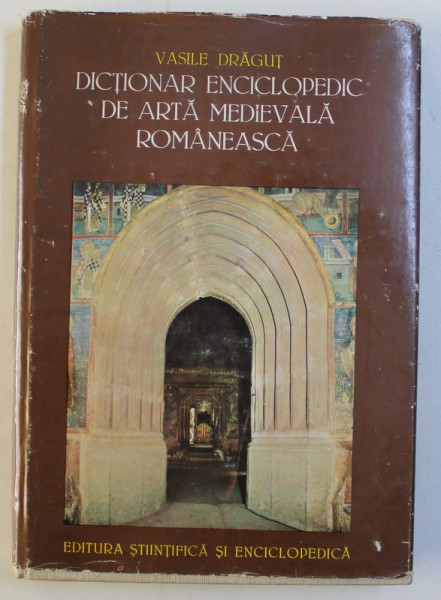 VASILE DRĂGUȚ
DICȚIONAR ENCICLOPEDIC
DE ARTĂ MEDIEVALĂ
ROMÂNEASCĂ
EDITURA ȘTIINȚIFICĂ ȘI ENCICLOPEDICĂ